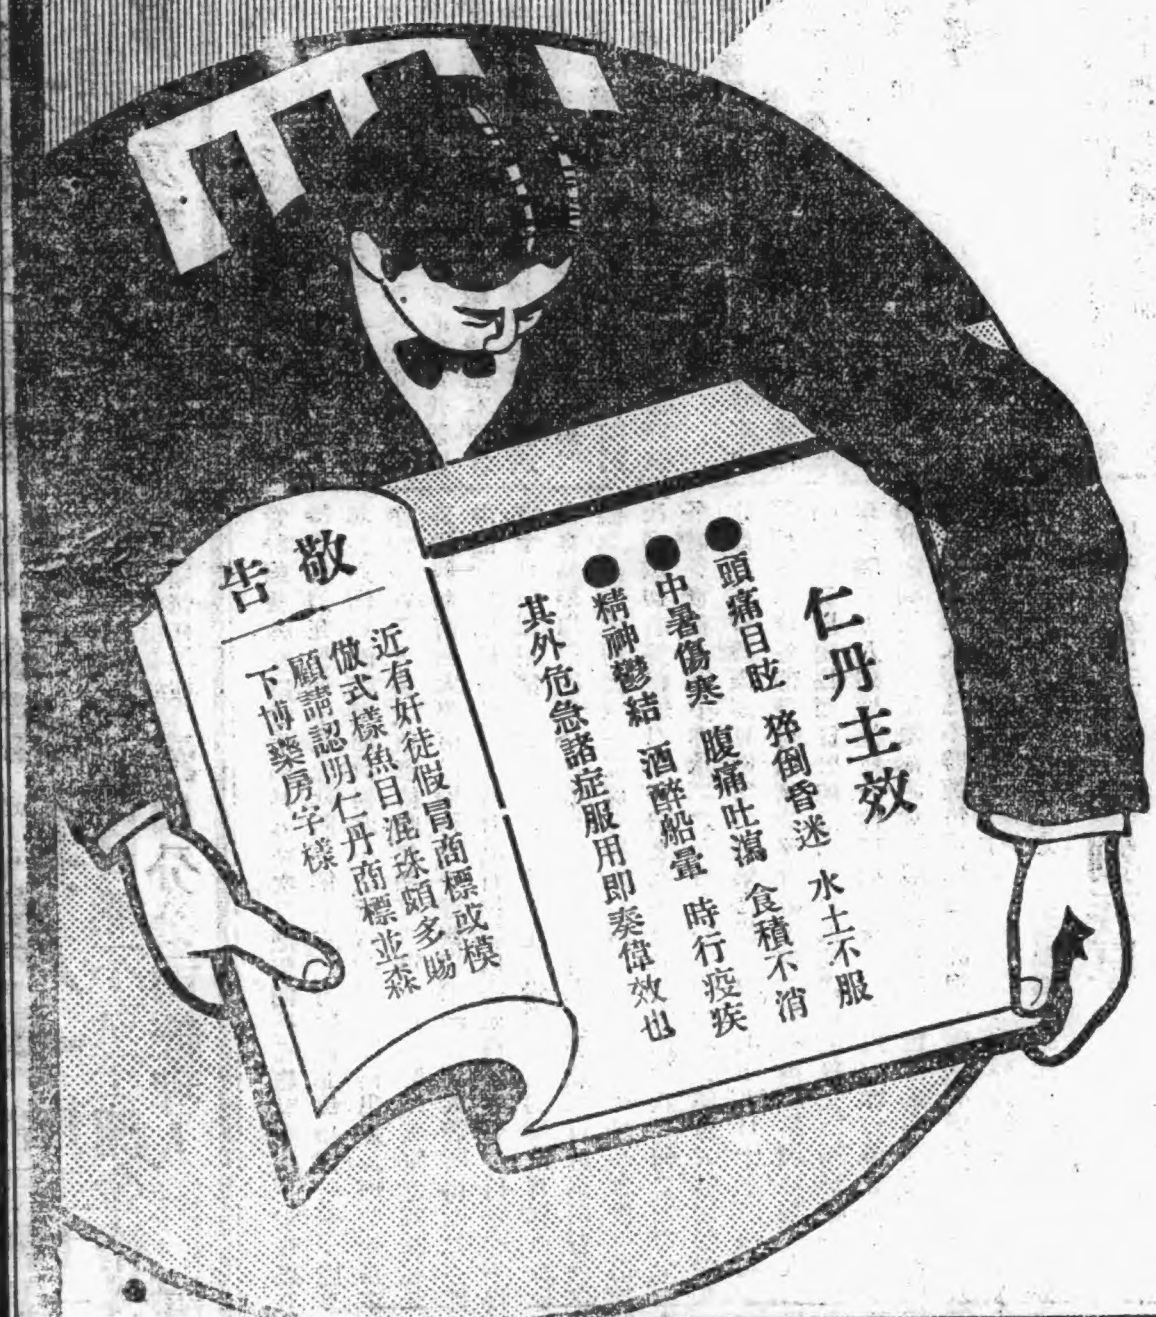 仁丹主效
●頭痛目眩 猝倒昏迷 水土不服
●中暑傷寒 腹痛吐瀉 食積不消
●精神鬱結 酒醉船暈 時行疫疾
其外危急諸症服用即奏偉效也
敬告
近有奸徒假冒商標或模
倣式樣魚目混珠頗多賜
顧請認明仁丹商標並森
下博藥房字樣